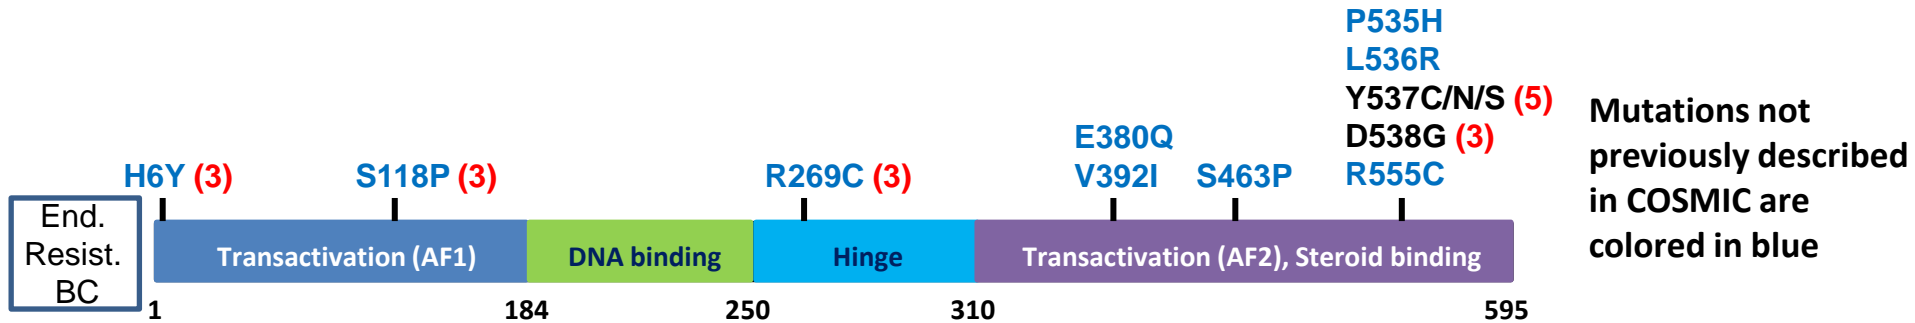 P535H
L536R
Y537C/N/S (5)
D538G (3)
R555C
E380Q
V392I
S463P
H6Y (3)
S118P (3)
R269C (3)
Mutations not
previously described
in COSMIC are
colored in blue
End.
Resist.
BC
Transactivation (AF1)
DNA binding
Hinge
Transactivation (AF2), Steroid binding
1
184
250
310
595